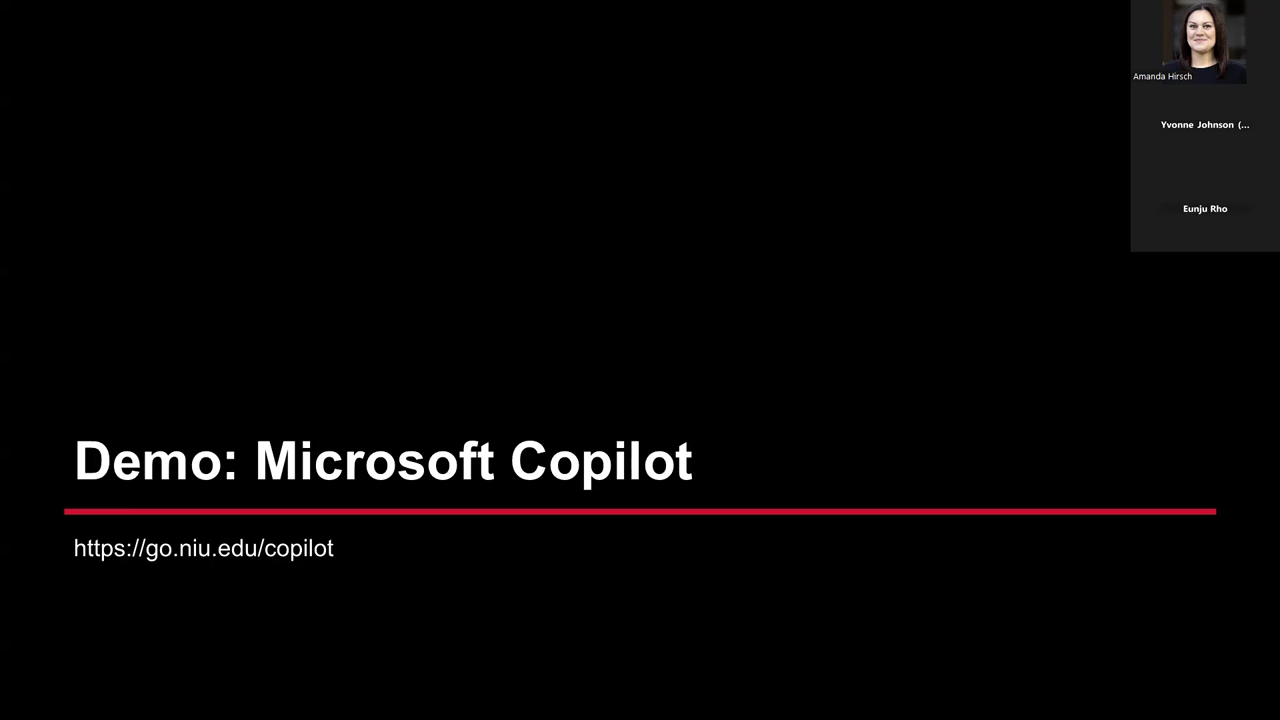 Amanda Hirsch
Yvonne Johnson (...
Eunju Rho
Demo: Microsoft Copilot
https://go.niu.edu/copilot